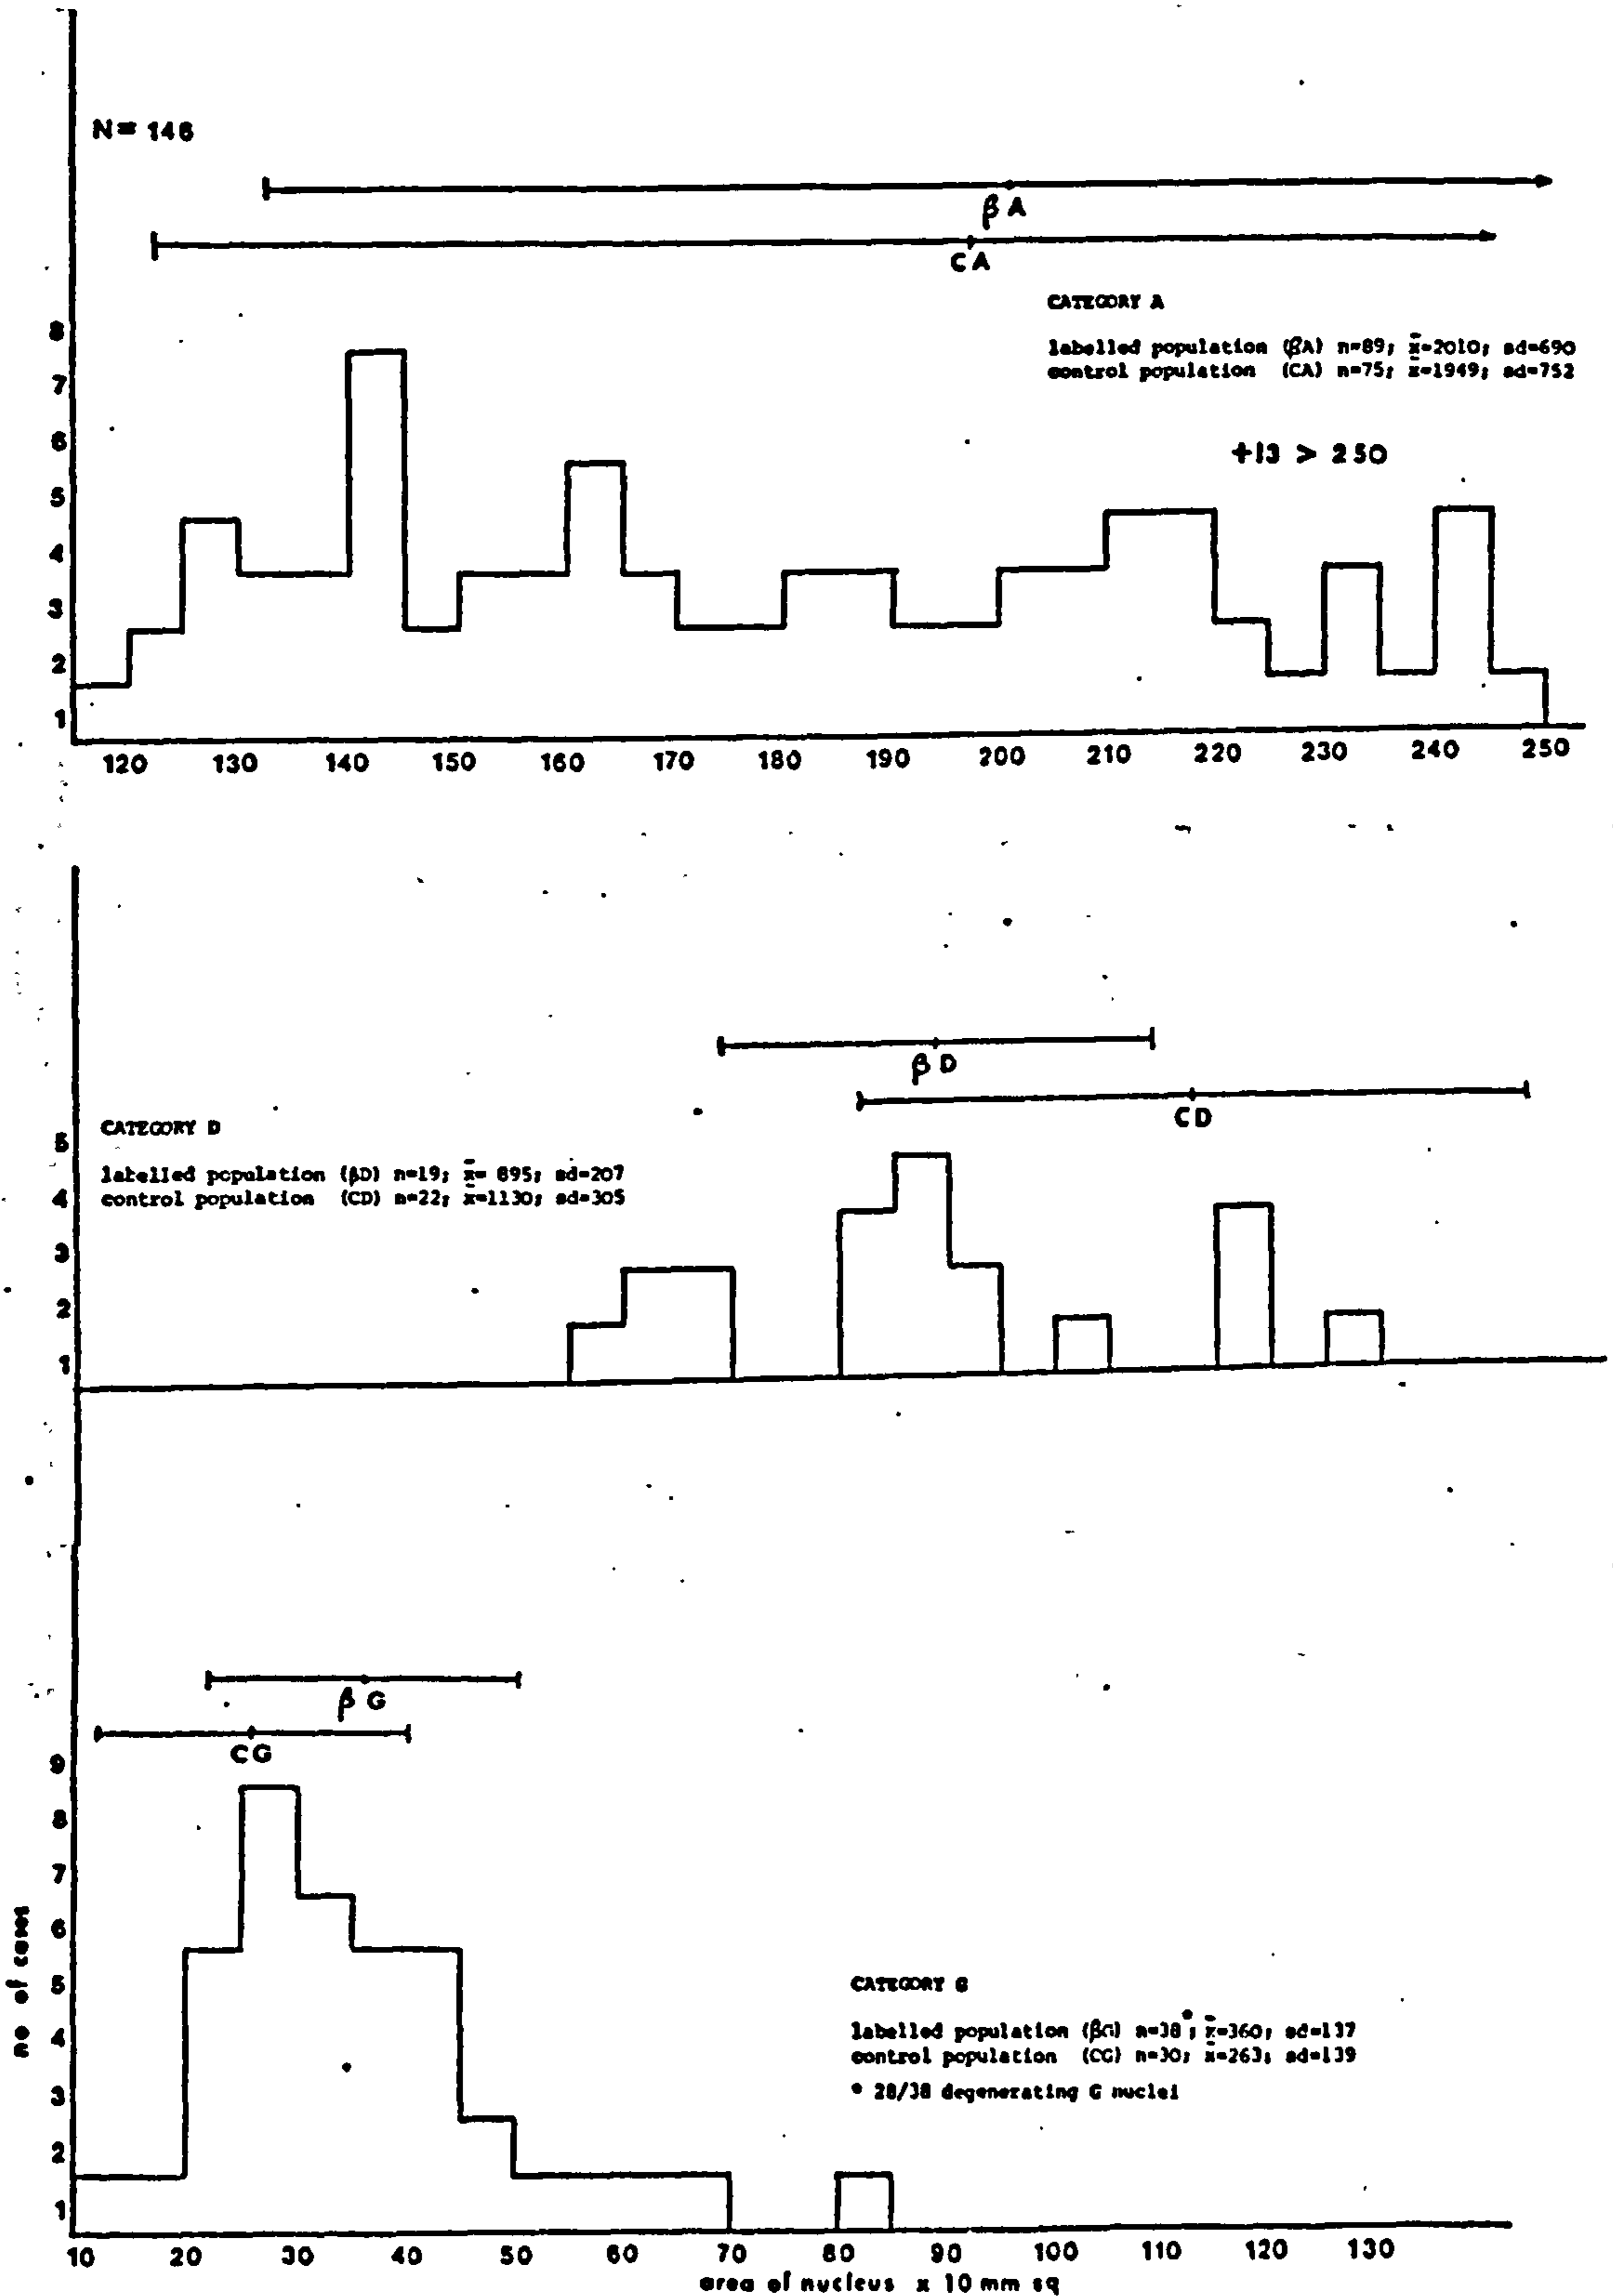 N= 146
βA
CA
CATEGORY A
labelled population (βA) n=89; x̄=2010; sd=690
control population (CA) n=75; x̄=1949; sd=752
+13 > 250
8
7
6
5
4
3
2
1
120 130 140 150 160 170 180 190 200 210 220 230 240 250
βD
CD
CATEGORY D
labelled population (βD) n=19; x̄= 895; sd=207
control population (CD) n=22; x̄=1130; sd=305
5
4
3
2
1
βG
CG
9
8
7
6
5
4
3
2
1
no of cases
CATEGORY G
labelled population (βG) n=38*; x̄=360; sd=137
control population (CG) n=30; x̄=263; sd=139
* 28/38 degenerating G nuclei
10 20 30 40 50 60 70 80 90 100 110 120 130
area of nucleus x 10 mm sq